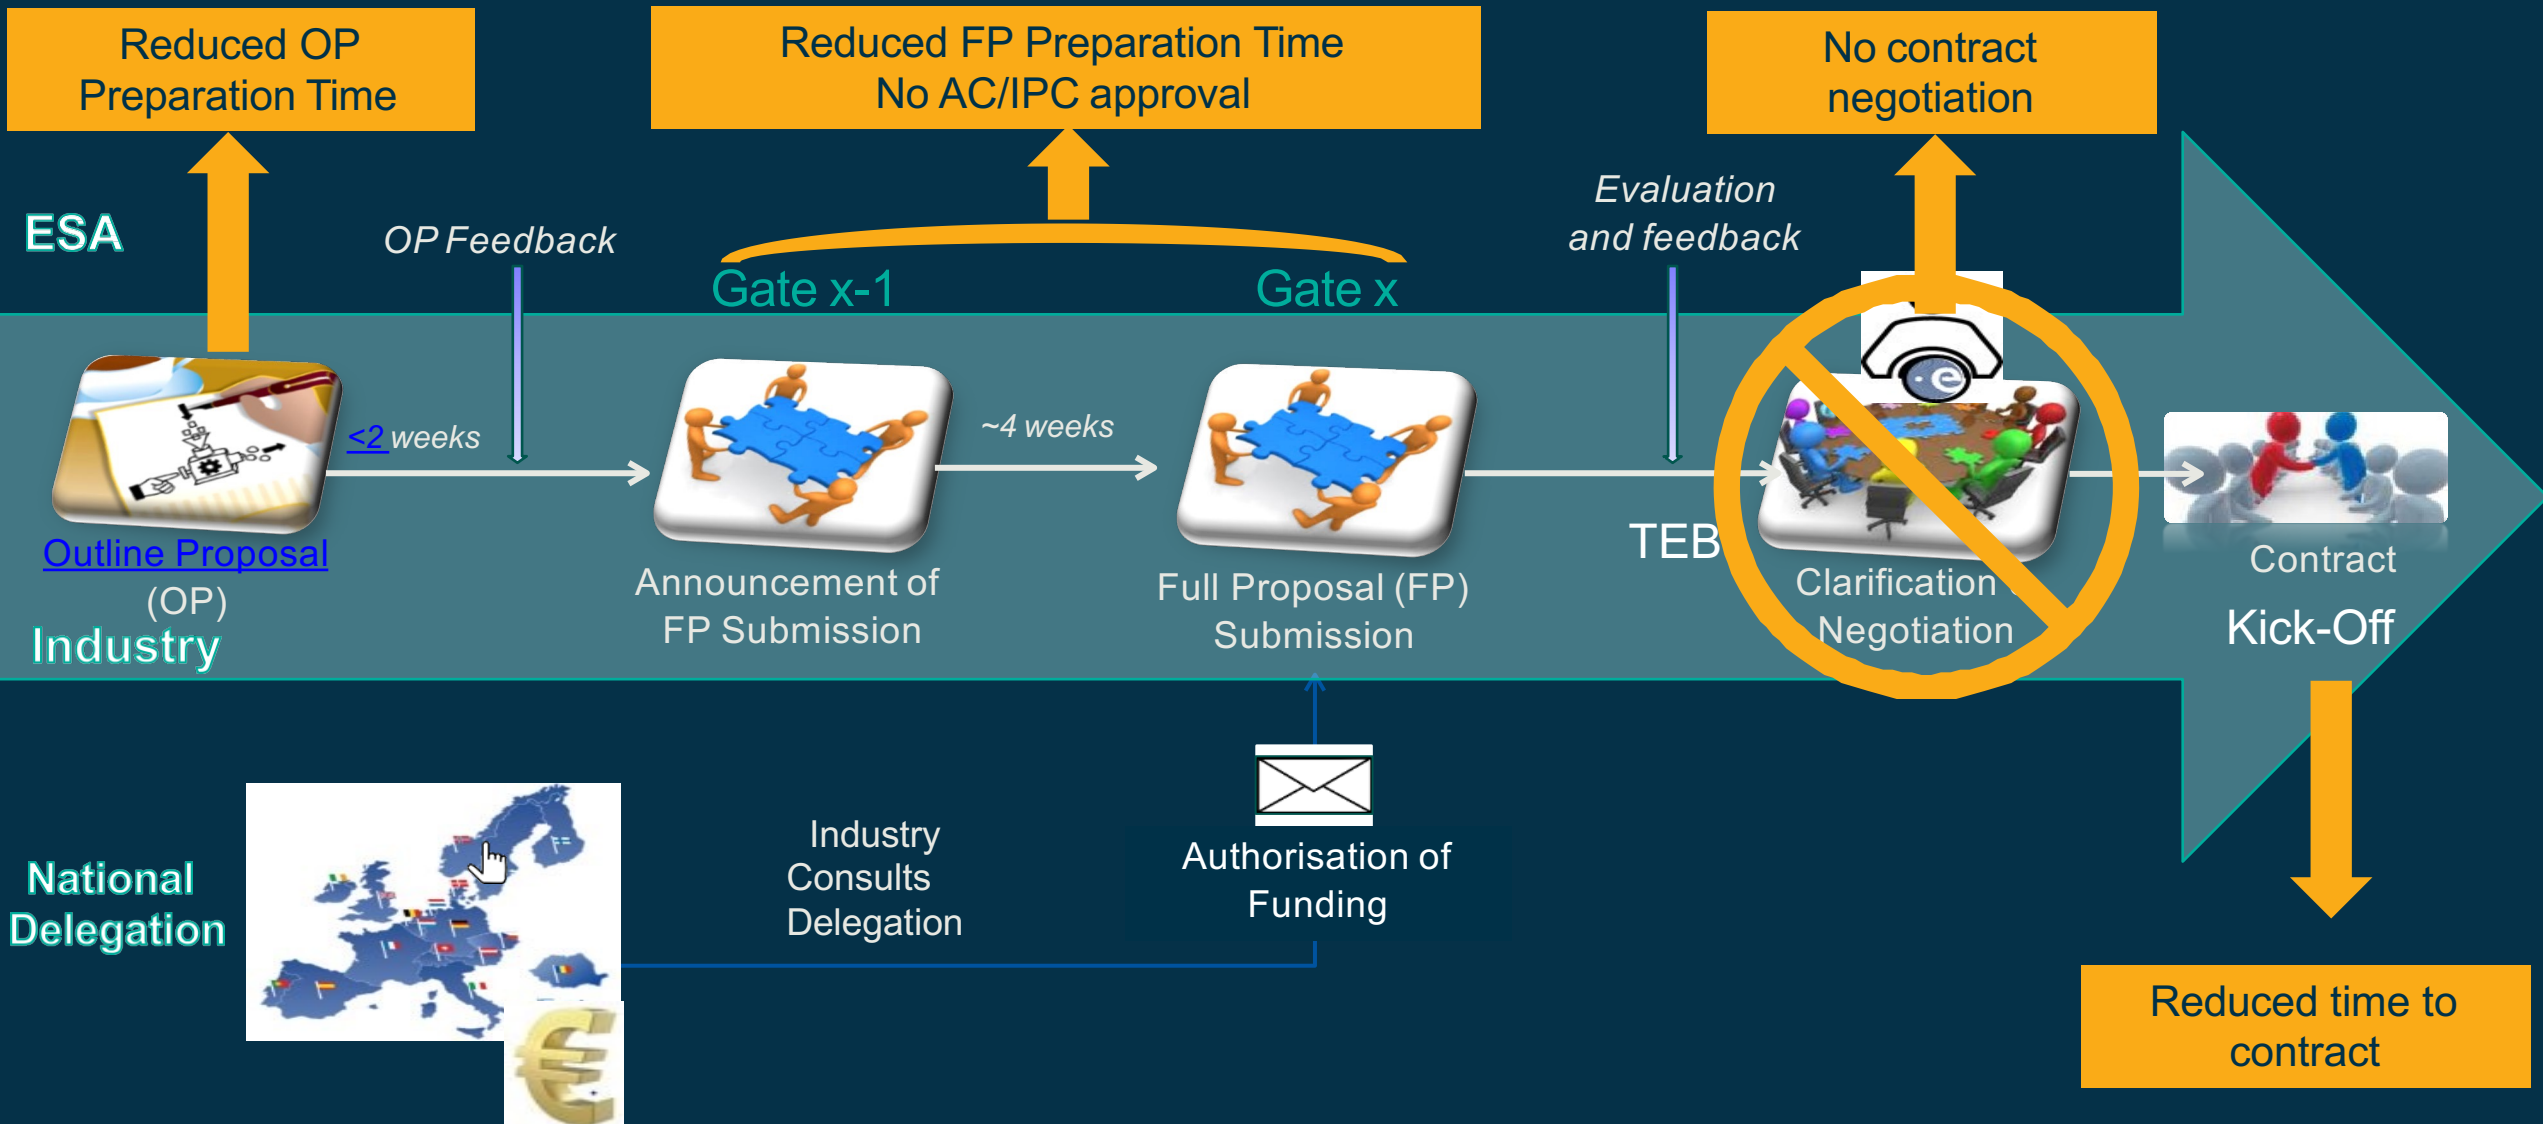 Reduced OP
Preparation Time
Reduced FP Preparation Time
No AC/IPC approval
No contract
negotiation
ESA
OP Feedback
Evaluation
and feedback
Gate x-1
Gate x
<2 weeks
~4 weeks
Outline Proposal
(OP)
Industry
Announcement of
FP Submission
Full Proposal (FP)
Submission
TEB
Clarification
Negotiation
Contract
Kick-Off
National
Delegation
Industry
Consults
Delegation
Authorisation of
Funding
Reduced time to
contract